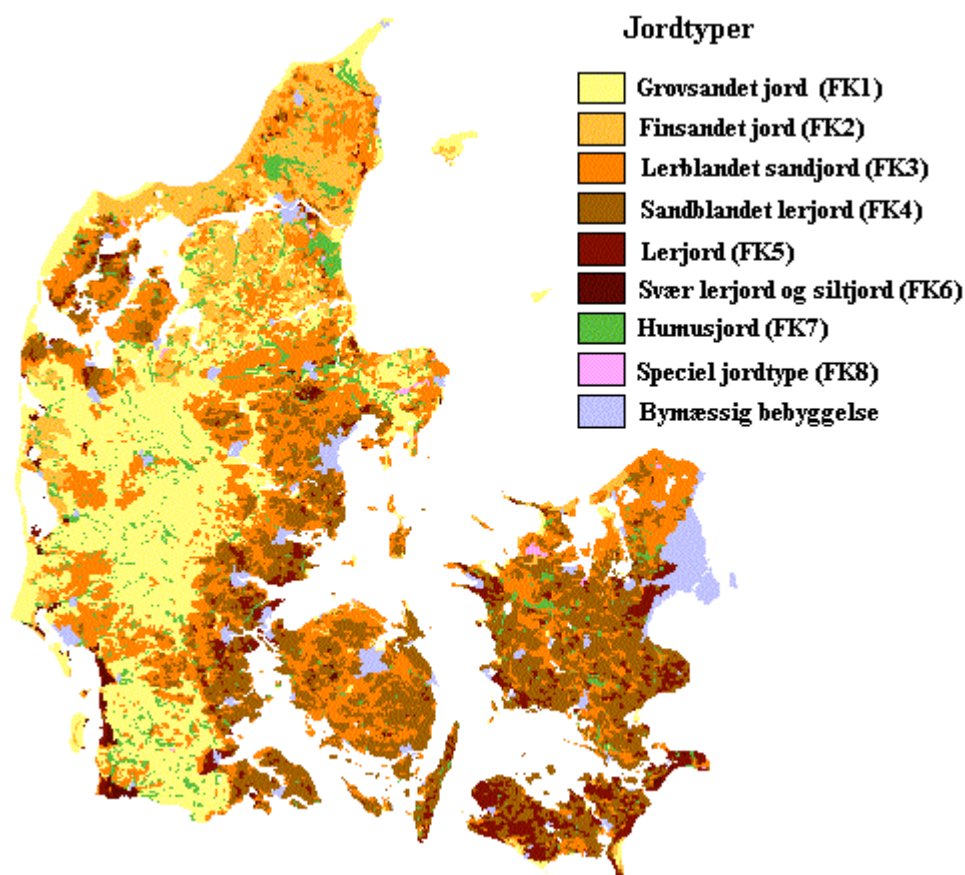 Jordtyper
Grovsandet jord (FK1)
Finsandet jord (FK2)
Lerblandet sandjord (FK3)
Sandblandet lerjord (FK4)
Lerjord (FK5)
Svær lerjord og siltjord (FK6)
Humusjord (FK7)
Speciel jordtype (FK8)
Bymæssig bebyggelse